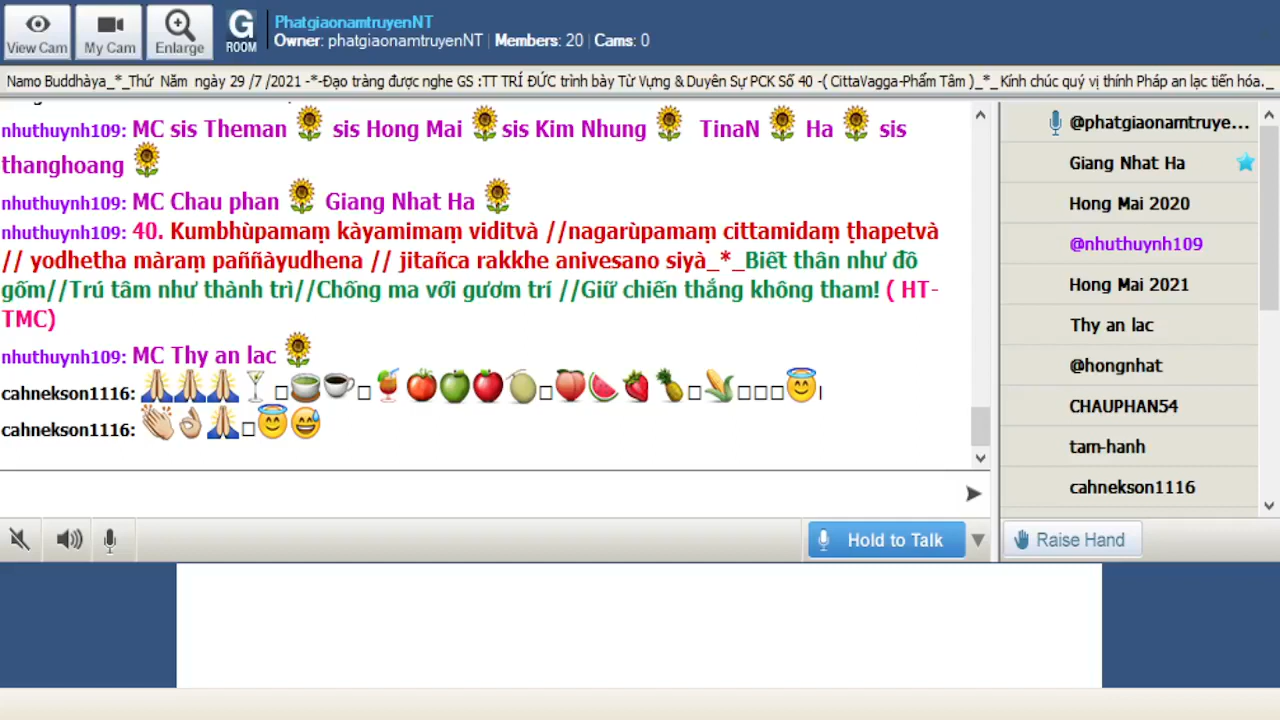 View Cam
My Cam
Enlarge
G
ROOM
PhatgiaonamtruyenNT
Owner: phatgiaonamtruyenNT | Members: 20 | Cams: 0
Namo Buddhàya_*_Thứ Năm ngày 29 /7 /2021 -*-Đạo tràng được nghe GS :TT TRÍ ĐỨC trình bày Từ Vựng & Duyên Sự PCK Số 40 -( CittaVagga-Phẩm Tâm )_*_Kính chúc quý vị thính Pháp an lạc tiến hóa._
nhuthuynh109: MC sis Theman 🌻 sis Hong Mai 🌻sis Kim Nhung 🌻 TinaN 🌻 Ha 🌻 sis
thanghoang 🌻
nhuthuynh109: MC Chau phan 🌻 Giang Nhat Ha 🌻
nhuthuynh109: 40. Kumbhùpamaṃ kàyamimaṃ viditvà //nagarùpamaṃ cittamidaṃ ṭhapetvà
// yodhetha màraṃ paññàyudhena // jitañca rakkhe anivesano siyà_*_Biết thân như đồ
gốm//Trú tâm như thành trì//Chống ma với gươm trí //Giữ chiến thắng không tham! ( HT-
TMC)
nhuthuynh109: MC Thy an lac 🌻
cahnekson1116: 🙏🙏🙏🍸□🍵☕□🍹🍅🍏🍎🍈□🍑🍉🍓🍍□🌽□□□😇
cahnekson1116: 👏👌🙏□😇😅
@phatgiaonamtruye...
Giang Nhat Ha
Hong Mai 2020
@nhuthuynh109
Hong Mai 2021
Thy an lac
@hongnhat
CHAUPHAN54
tam-hanh
cahnekson1116
Hold to Talk
Raise Hand